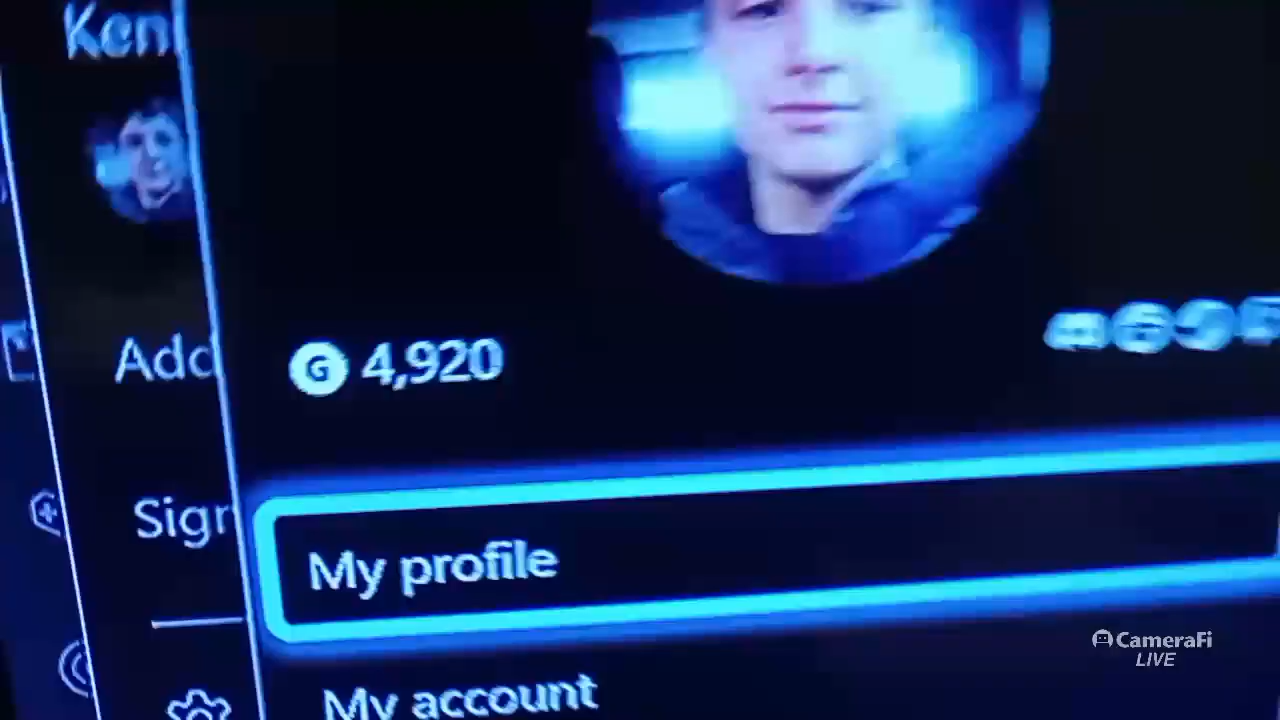 Ken
Add
G 4,920
Sign
My profile
My account
CameraFi
LIVE